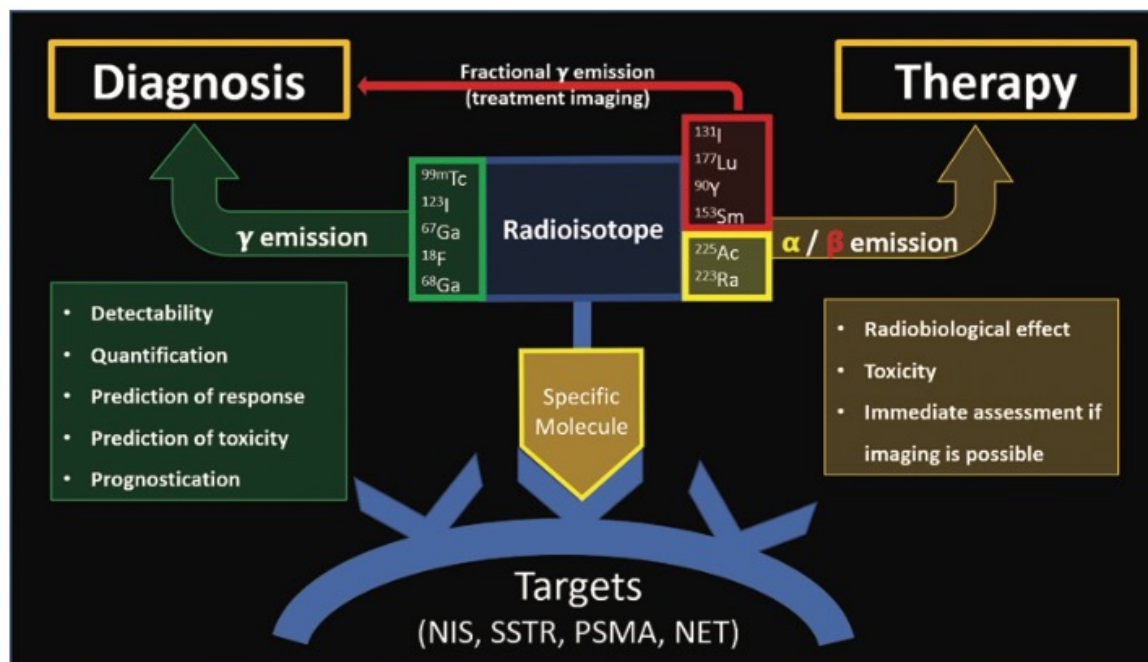 Diagnosis
Fractional γ emission
(treatment imaging)
Therapy
¹³¹I
¹⁷⁷Lu
⁹⁰Y
¹⁵³Sm
²²⁵Ac
²²³Ra
⁹⁹ᵐTc
¹²³I
⁶⁷Ga
¹⁸F
⁶⁸Ga
Radioisotope
γ emission
α / β emission
• Detectability
• Quantification
• Prediction of response
• Prediction of toxicity
• Prognostication
Specific
Molecule
• Radiobiological effect
• Toxicity
• Immediate assessment if
imaging is possible
Targets
(NIS, SSTR, PSMA, NET)